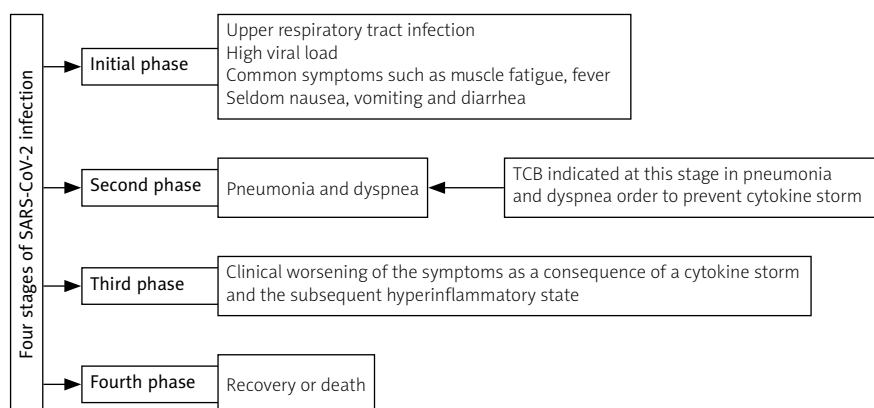 Four stages of SARS-CoV-2 infection
Initial phase
Upper respiratory tract infection
High viral load
Common symptoms such as muscle fatigue, fever
Seldom nausea, vomiting and diarrhea
Second phase
Pneumonia and dyspnea
TCB indicated at this stage in pneumonia
and dyspnea order to prevent cytokine storm
Third phase
Clinical worsening of the symptoms as a consequence of a cytokine storm
and the subsequent hyperinflammatory state
Fourth phase
Recovery or death